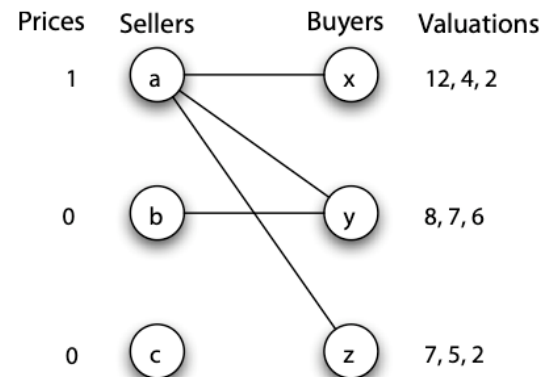 Prices Sellers Buyers Valuations
1 a x 12, 4, 2
0 b y 8, 7, 6
0 c z 7, 5, 2